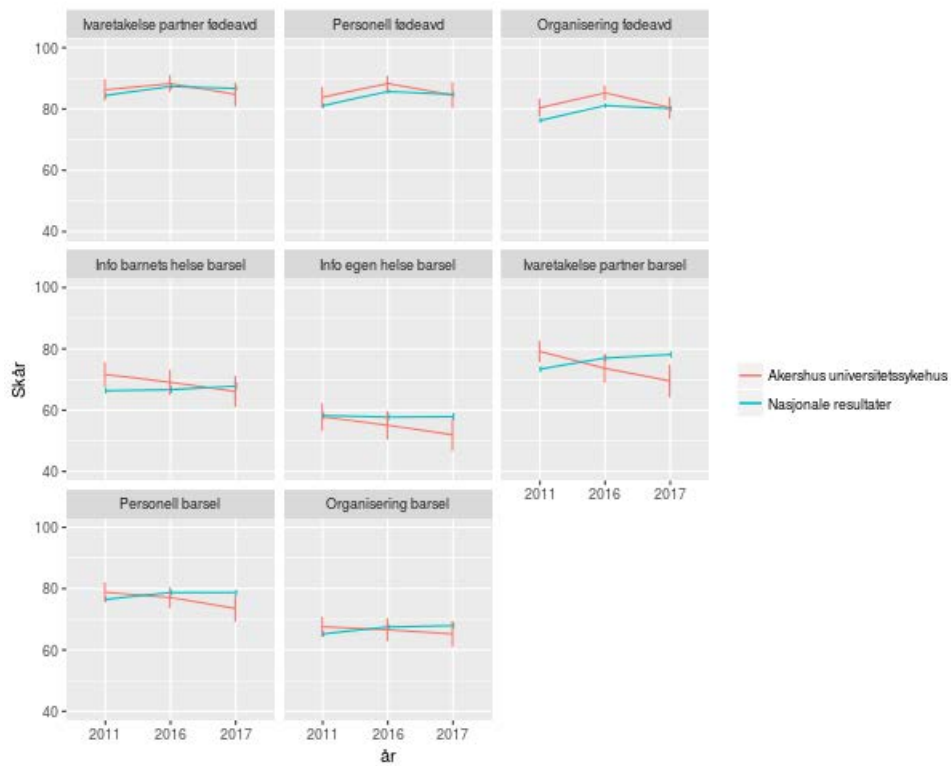 Ivaretakelse partner fødeavd
Personell fødeavd
Organisering fødeavd
100
80
60
40
Info barnets helse barsel
Info egen helse barsel
Ivaretakelse partner barsel
100
80
60
40
2011 2016 2017
Personell barsel
Organisering barsel
100
80
60
40
2011 2016 2017
2011 2016 2017
Skår
år
Akershus universitetssykehus
Nasjonale resultater